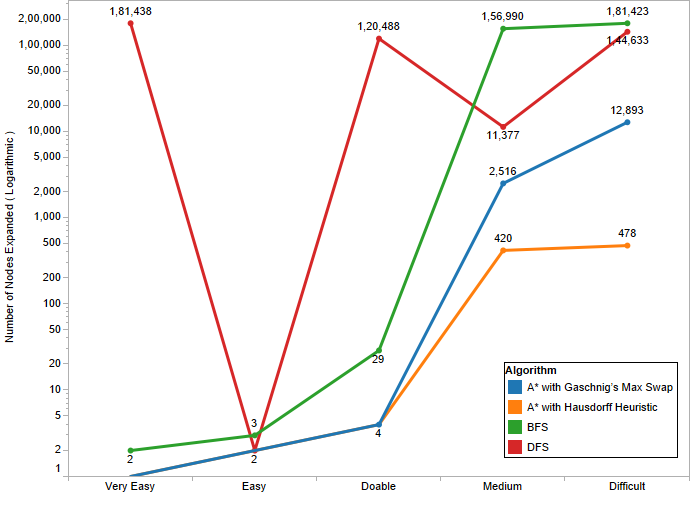 1,81,438
1,81,423
2,00,000
1,56,990
1,20,488
1,00,000
1,44,633
50,000
20,000
12,893
10,000
11,377
5,000
2,516
2,000
1,000
500
420
478
200
100
50
29
20
10
5
3
4
2
2
2
1
Number of Nodes Expanded ( Logarithmic )
Algorithm
A* with Gaschnig's Max Swap
A* with Hausdorff Heuristic
BFS
DFS
Very Easy
Easy
Doable
Medium
Difficult